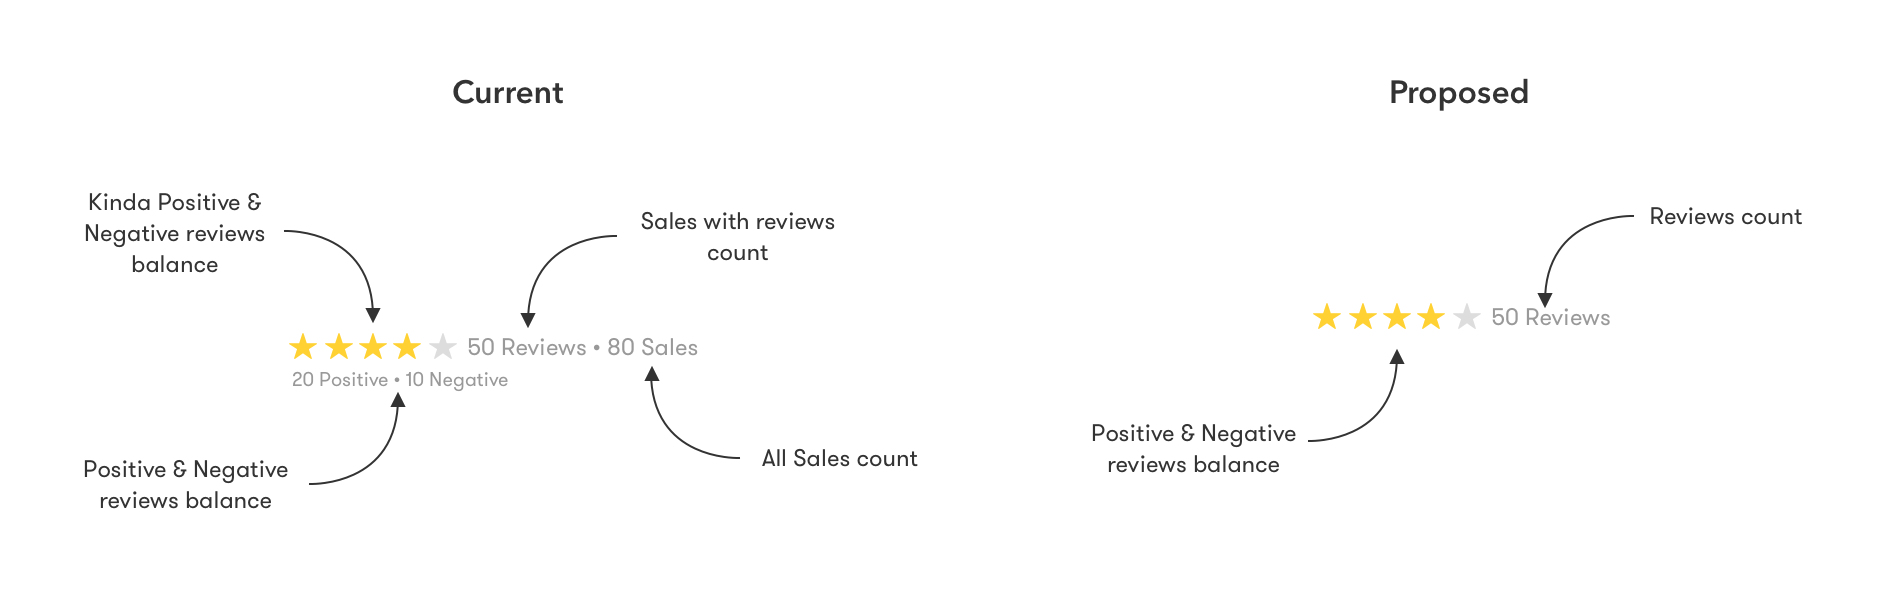 Current
Kinda Positive &
Negative reviews
balance
Sales with reviews
count
50 Reviews • 80 Sales
20 Positive • 10 Negative
Positive & Negative
reviews balance
All Sales count
Proposed
Reviews count
50 Reviews
Positive & Negative
reviews balance